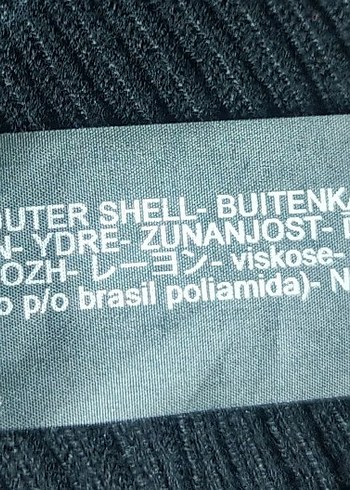 OUTER SHELL- BUITENKA
N- YDRE- ZUNANJOST-
OZH- レーヨン- viskose-
o p/o brasil poliamida)- N